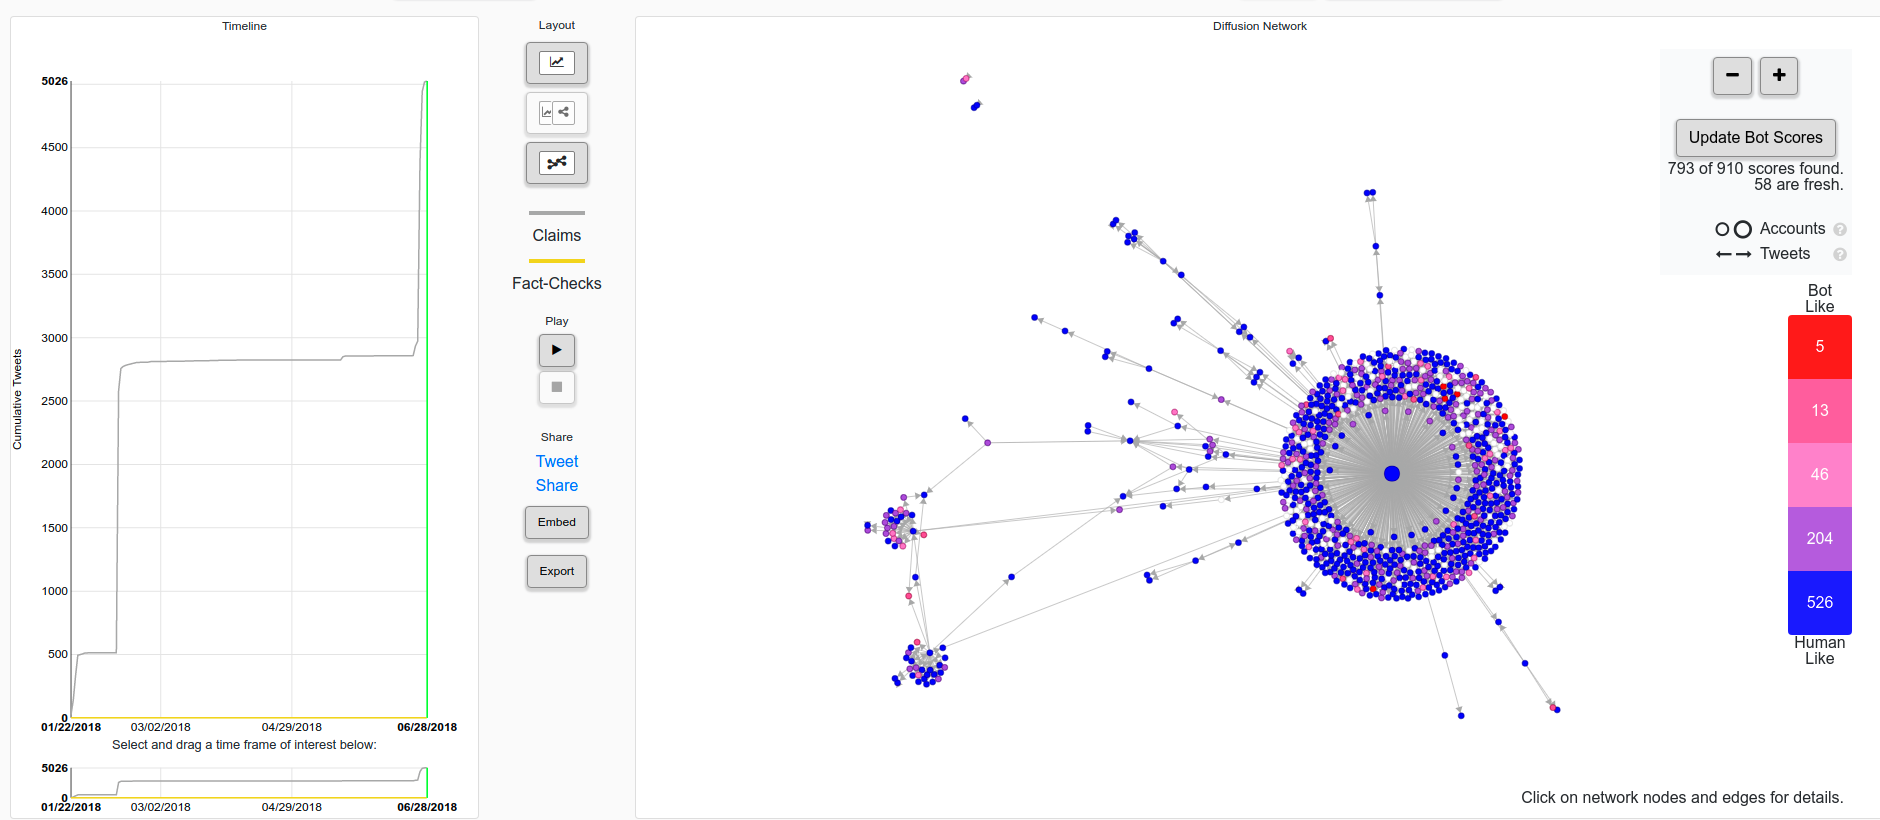 Timeline
5026
4500
4000
3500
3000
2500
2000
1500
1000
500
0
Cumulative Tweets
01/22/2018 03/02/2018 04/29/2018 06/28/2018
Select and drag a time frame of interest below:
5026
0
01/22/2018 03/02/2018 04/29/2018 06/28/2018
Layout
Claims
Fact-Checks
Play
Share
Tweet
Share
Embed
Export
Diffusion Network
Update Bot Scores
793 of 910 scores found.
58 are fresh.
Accounts ?
Tweets ?
Bot
Like
5
13
46
204
526
Human
Like
Click on network nodes and edges for details.